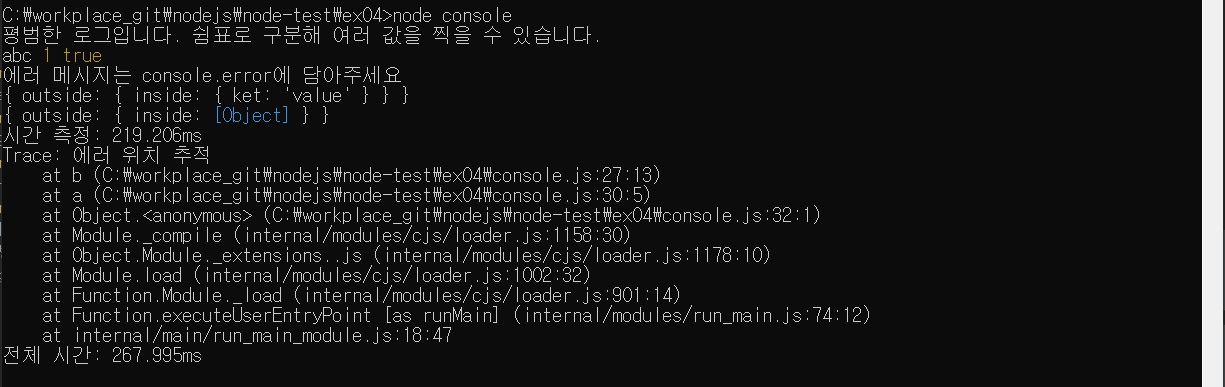 C:₩workplace_git₩nodejs₩node-test₩ex04>node console
평범한 로그입니다. 쉼표로 구분해 여러 값을 찍을 수 있습니다.
abc 1 true
에러 메시지는 console.error에 담아주세요
{ outside: { inside: { ket: 'value' } } }
{ outside: { inside: [Object] } }
시간 측정: 219.206ms
Trace: 에러 위치 추적
    at b (C:₩workplace_git₩nodejs₩node-test₩ex04₩console.js:27:13)
    at a (C:₩workplace_git₩nodejs₩node-test₩ex04₩console.js:30:5)
    at Object.<anonymous> (C:₩workplace_git₩nodejs₩node-test₩ex04₩console.js:32:1)
    at Module._compile (internal/modules/cjs/loader.js:1158:30)
    at Object.Module._extensions..js (internal/modules/cjs/loader.js:1178:10)
    at Module.load (internal/modules/cjs/loader.js:1002:32)
    at Function.Module._load (internal/modules/cjs/loader.js:901:14)
    at Function.executeUserEntryPoint [as runMain] (internal/modules/run_main.js:74:12)
    at internal/main/run_main_module.js:18:47
전체 시간: 267.995ms